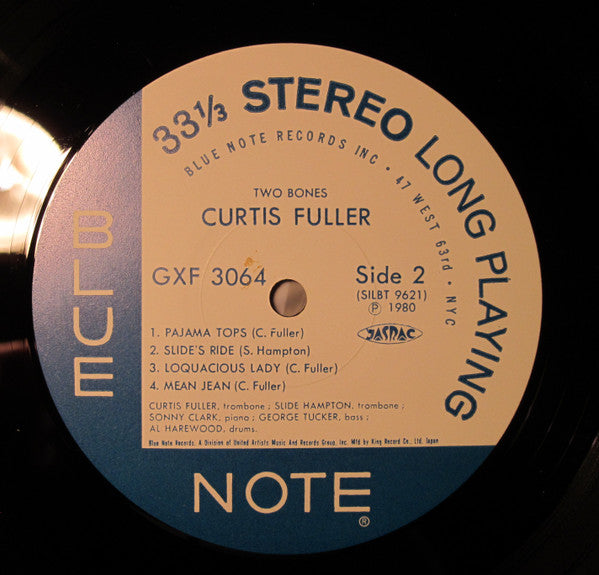 33⅓ STEREO LONG PLAYING
BLUE NOTE RECORDS INC • 47 WEST 63rd • NYC
TWO BONES
CURTIS FULLER
GXF 3064
Side 2
(SILBT 9621)
Ⓟ 1980
JASRAC
1. PAJAMA TOPS (C. Fuller)
2. SLIDE'S RIDE (S. Hampton)
3. LOQUACIOUS LADY (C. Fuller)
4. MEAN JEAN (C. Fuller)
CURTIS FULLER, trombone ; SLIDE HAMPTON, trombone ;
SONNY CLARK, piano ; GEORGE TUCKER, bass ;
AL HAREWOOD, drums.
Blue Note Records. A Division of United Artists Music And Records Group, Inc. Mfd by King Record Co., Ltd. Japan
BLUE
NOTE®